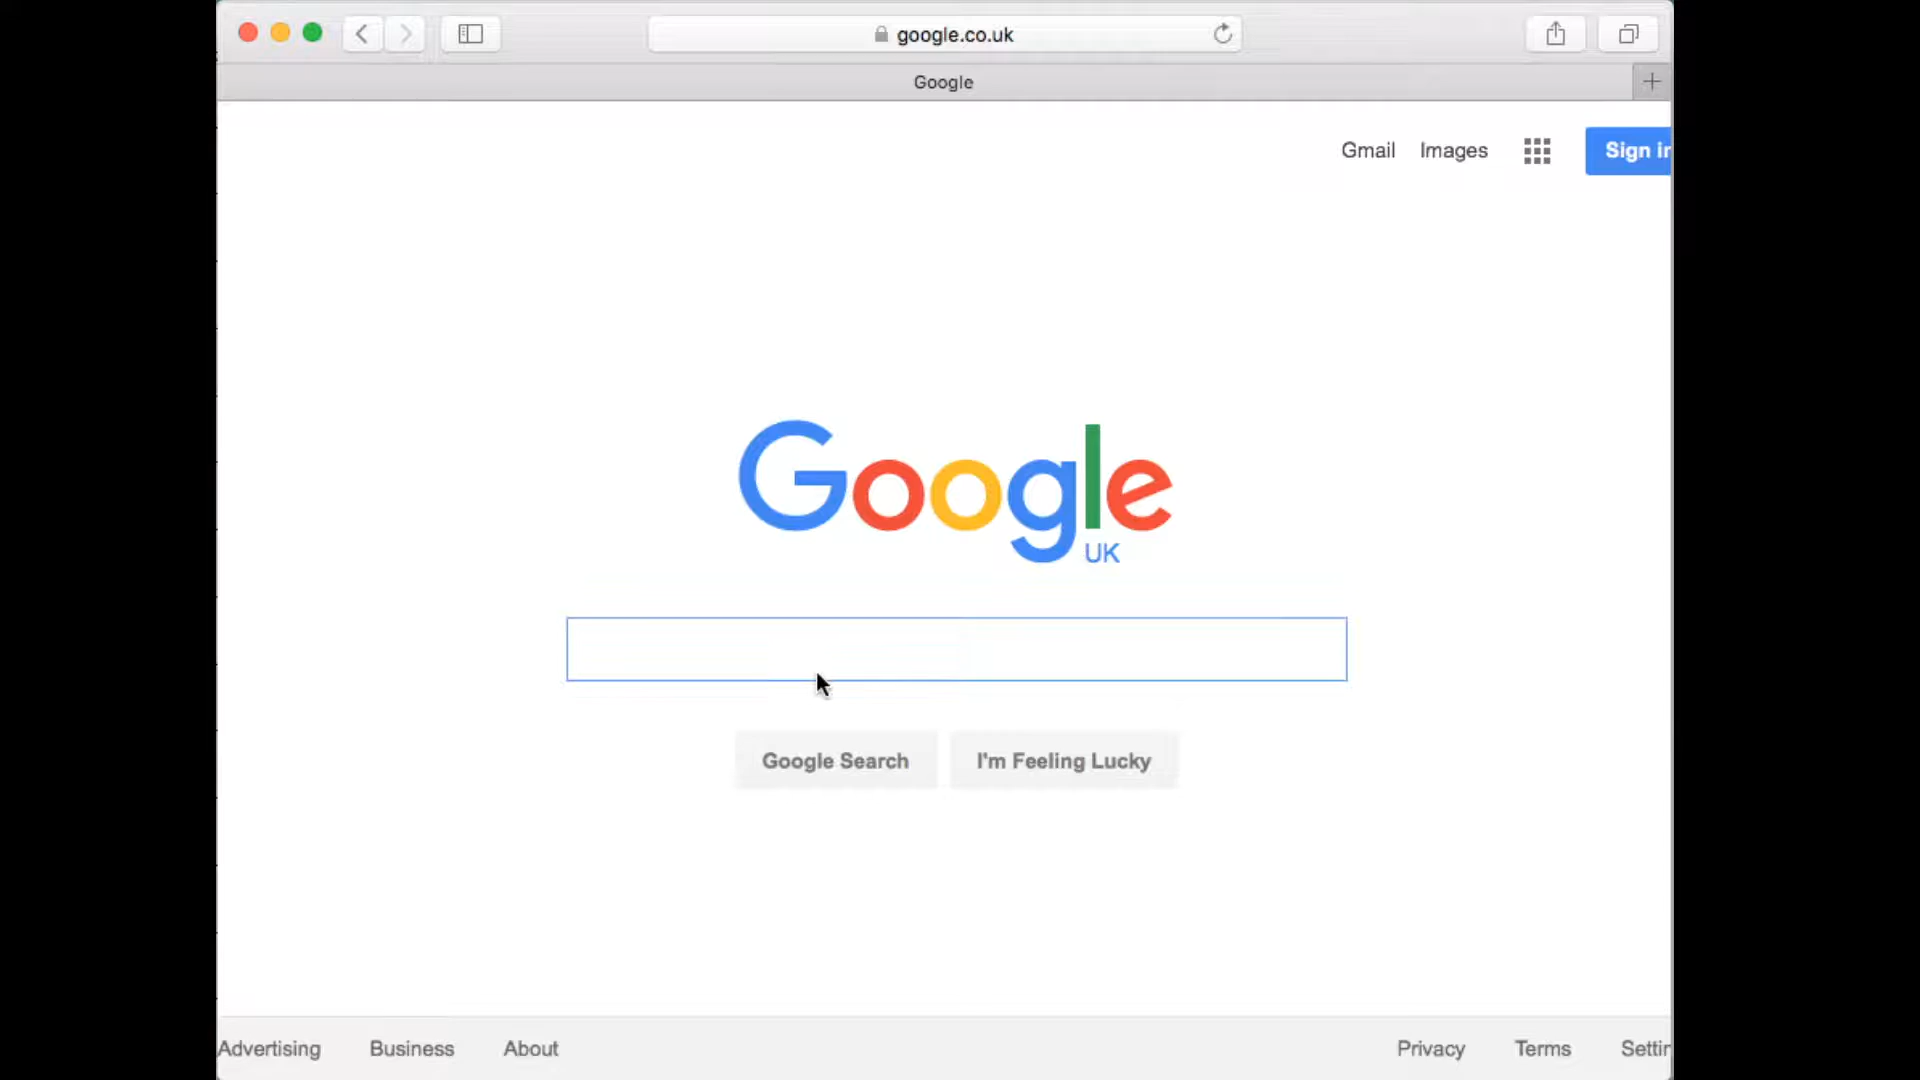 google.co.uk
Google
Gmail Images Sign in
Google
UK
Google Search I'm Feeling Lucky
Advertising Business About Privacy Terms Settin